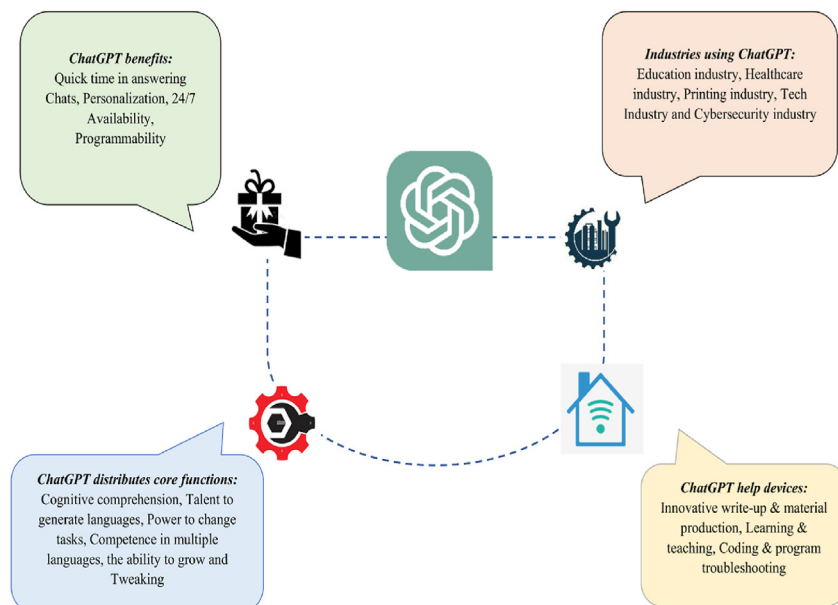 ChatGPT benefits:
Quick time in answering
Chats, Personalization, 24/7
Availability,
Programmability
Industries using ChatGPT:
Education industry, Healthcare
industry, Printing industry, Tech
Industry and Cybersecurity industry
ChatGPT distributes core functions:
Cognitive comprehension, Talent to
generate languages, Power to change
tasks, Competence in multiple
languages, the ability to grow and
Tweaking
ChatGPT help devices:
Innovative write-up & material
production, Learning &
teaching, Coding & program
troubleshooting